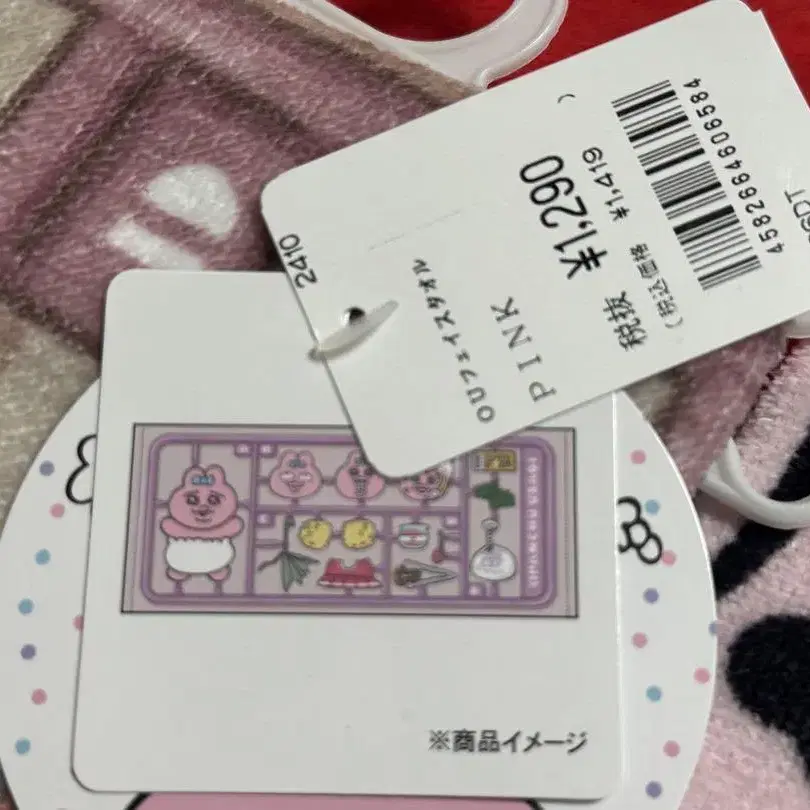 2410
OUフェイスタオル
PINK
税抜 ¥1,290
(税込価格 ¥1,419)
4582664606584
※商品イメージ